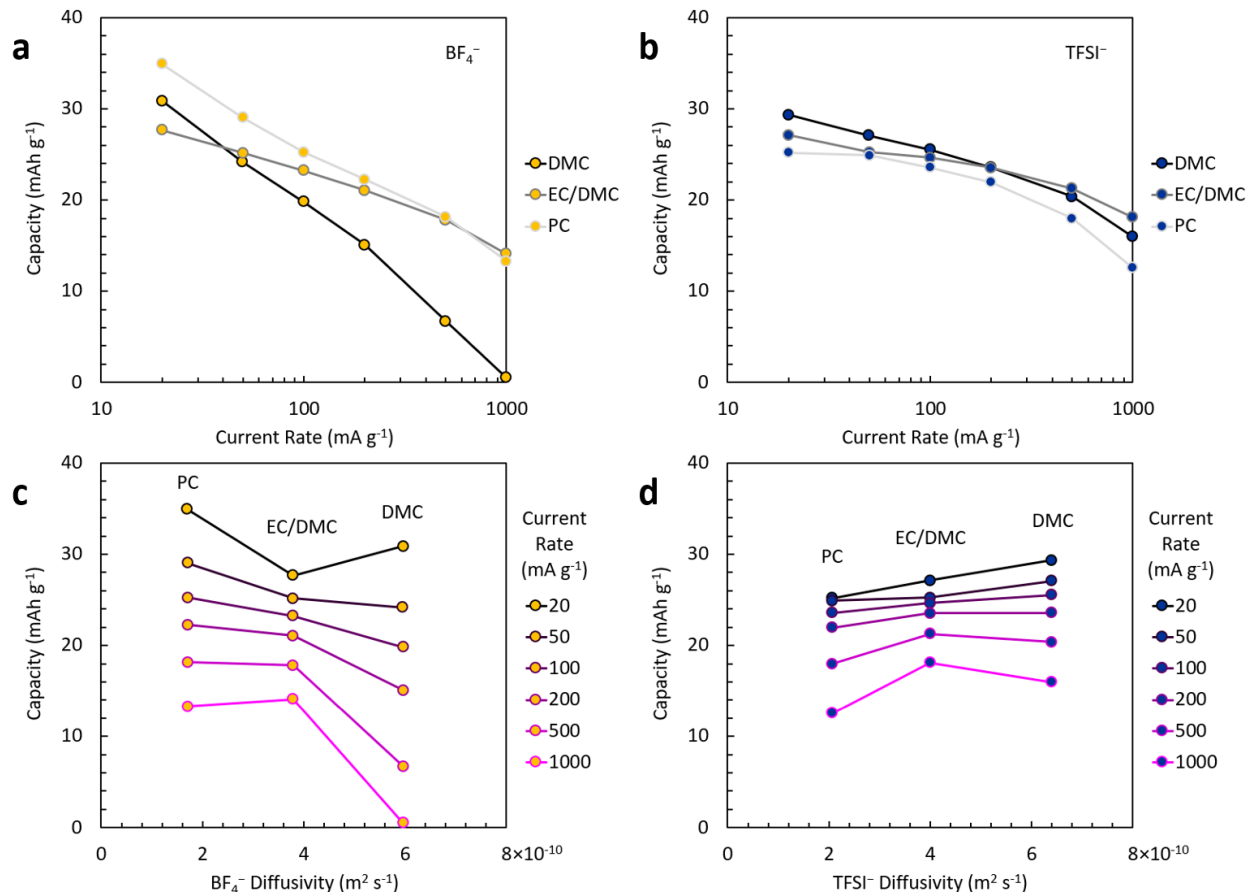 a
BF₄⁻
40
30
20
10
0
Capacity (mAh g⁻¹)
10
100
1000
Current Rate (mA g⁻¹)
DMC
EC/DMC
PC
b
TFSI⁻
40
30
20
10
0
Capacity (mAh g⁻¹)
10
100
1000
Current Rate (mA g⁻¹)
DMC
EC/DMC
PC
c
PC
EC/DMC
DMC
40
30
20
10
0
Capacity (mAh g⁻¹)
0
2
4
6
8×10⁻¹⁰
BF₄⁻ Diffusivity (m² s⁻¹)
Current
Rate
(mA g⁻¹)
20
50
100
200
500
1000
d
PC
EC/DMC
DMC
40
30
20
10
0
Capacity (mAh g⁻¹)
0
2
4
6
8×10⁻¹⁰
TFSI⁻ Diffusivity (m² s⁻¹)
Current
Rate
(mA g⁻¹)
20
50
100
200
500
1000